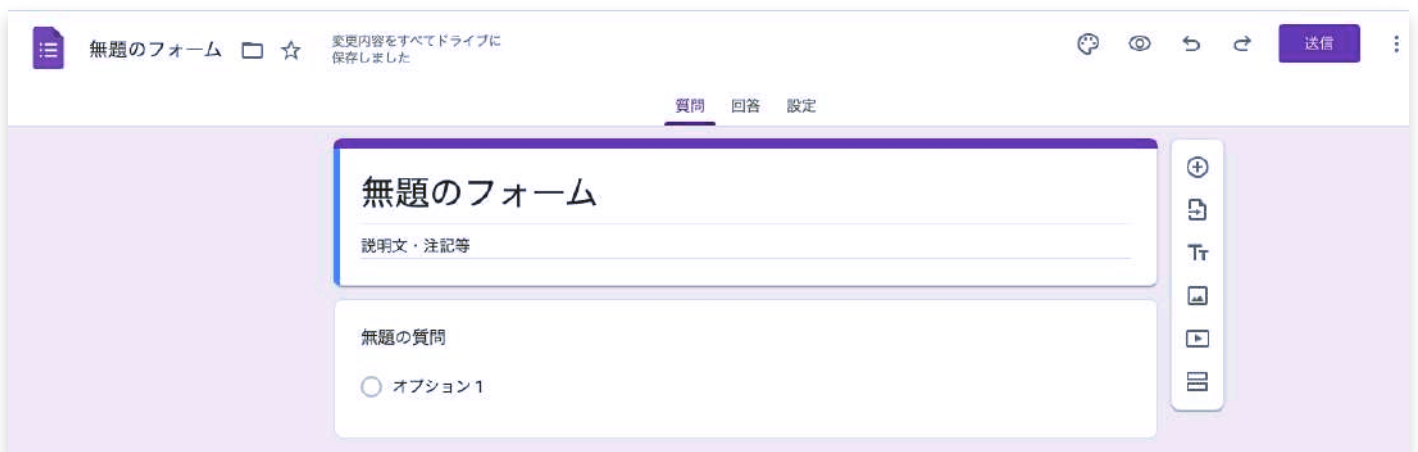 無題のフォーム
変更内容をすべてドライブに
保存しました
送信
質問 回答 設定
無題のフォーム
説明文・注記等
Tт
無題の質問
オプション 1